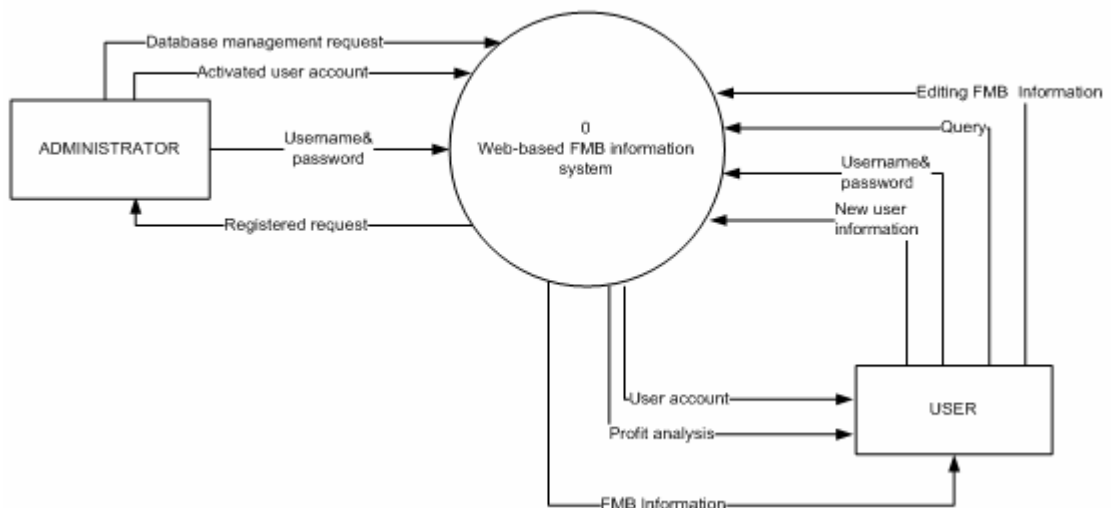 Database management request
Activated user account
ADMINISTRATOR
Username&
password
Registered request
0
Web-based FMB information
system
Editing FMB Information
Query
Username&
password
New user
information
User account
Profit analysis
USER
FMB Information